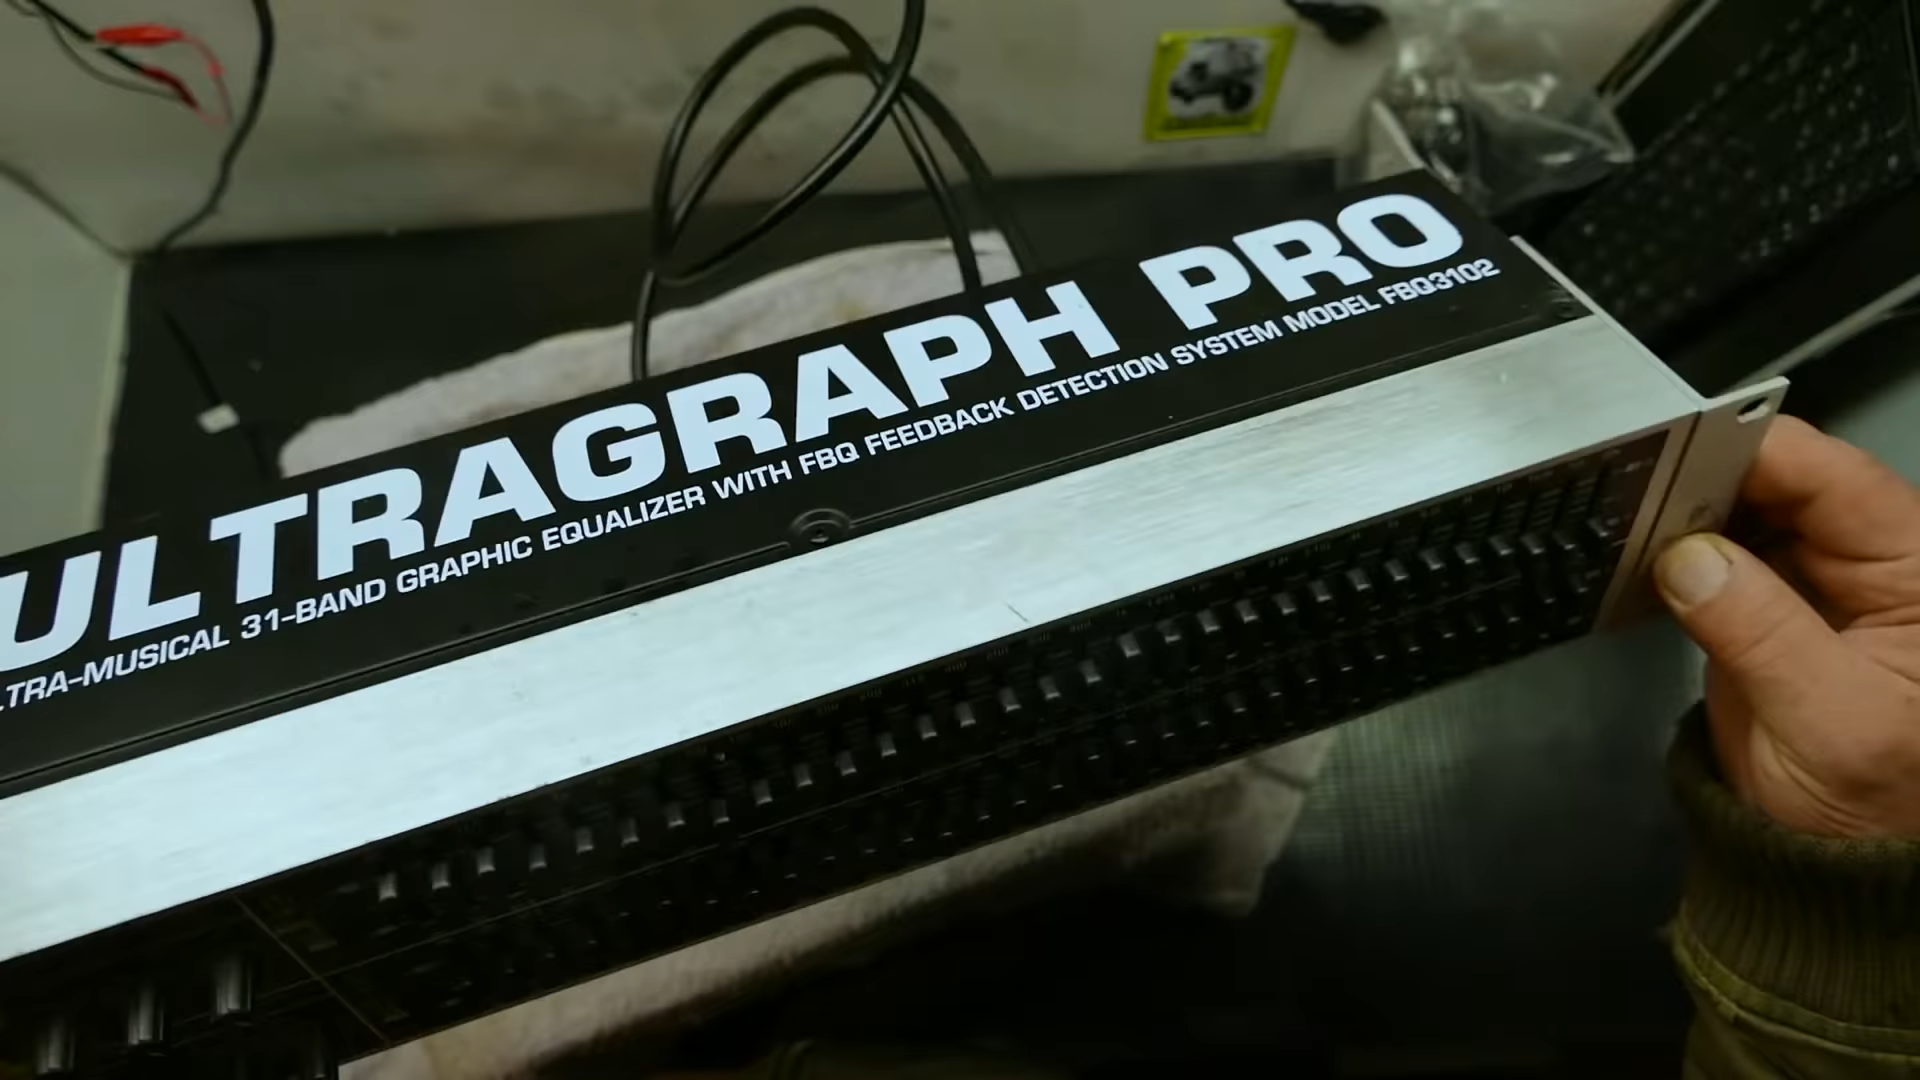 ULTRAGRAPH PRO
LTRA-MUSICAL 31-BAND GRAPHIC EQUALIZER WITH FBQ FEEDBACK DETECTION SYSTEM MODEL FBQ3102